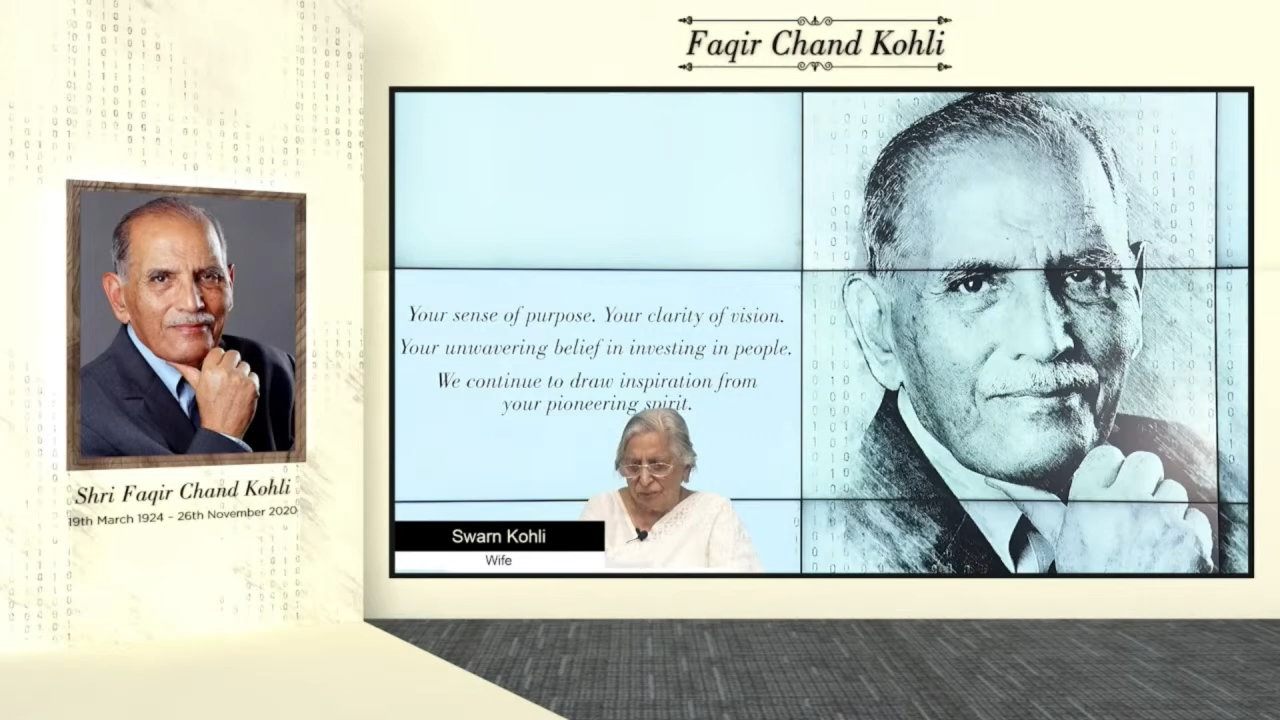 Faqir Chand Kohli
Your sense of purpose. Your clarity of vision.
Your unwavering belief in investing in people.
We continue to draw inspiration from
your pioneering spirit.
Swarn Kohli
Wife
Shri Faqir Chand Kohli
19th March 1924 - 26th November 2020